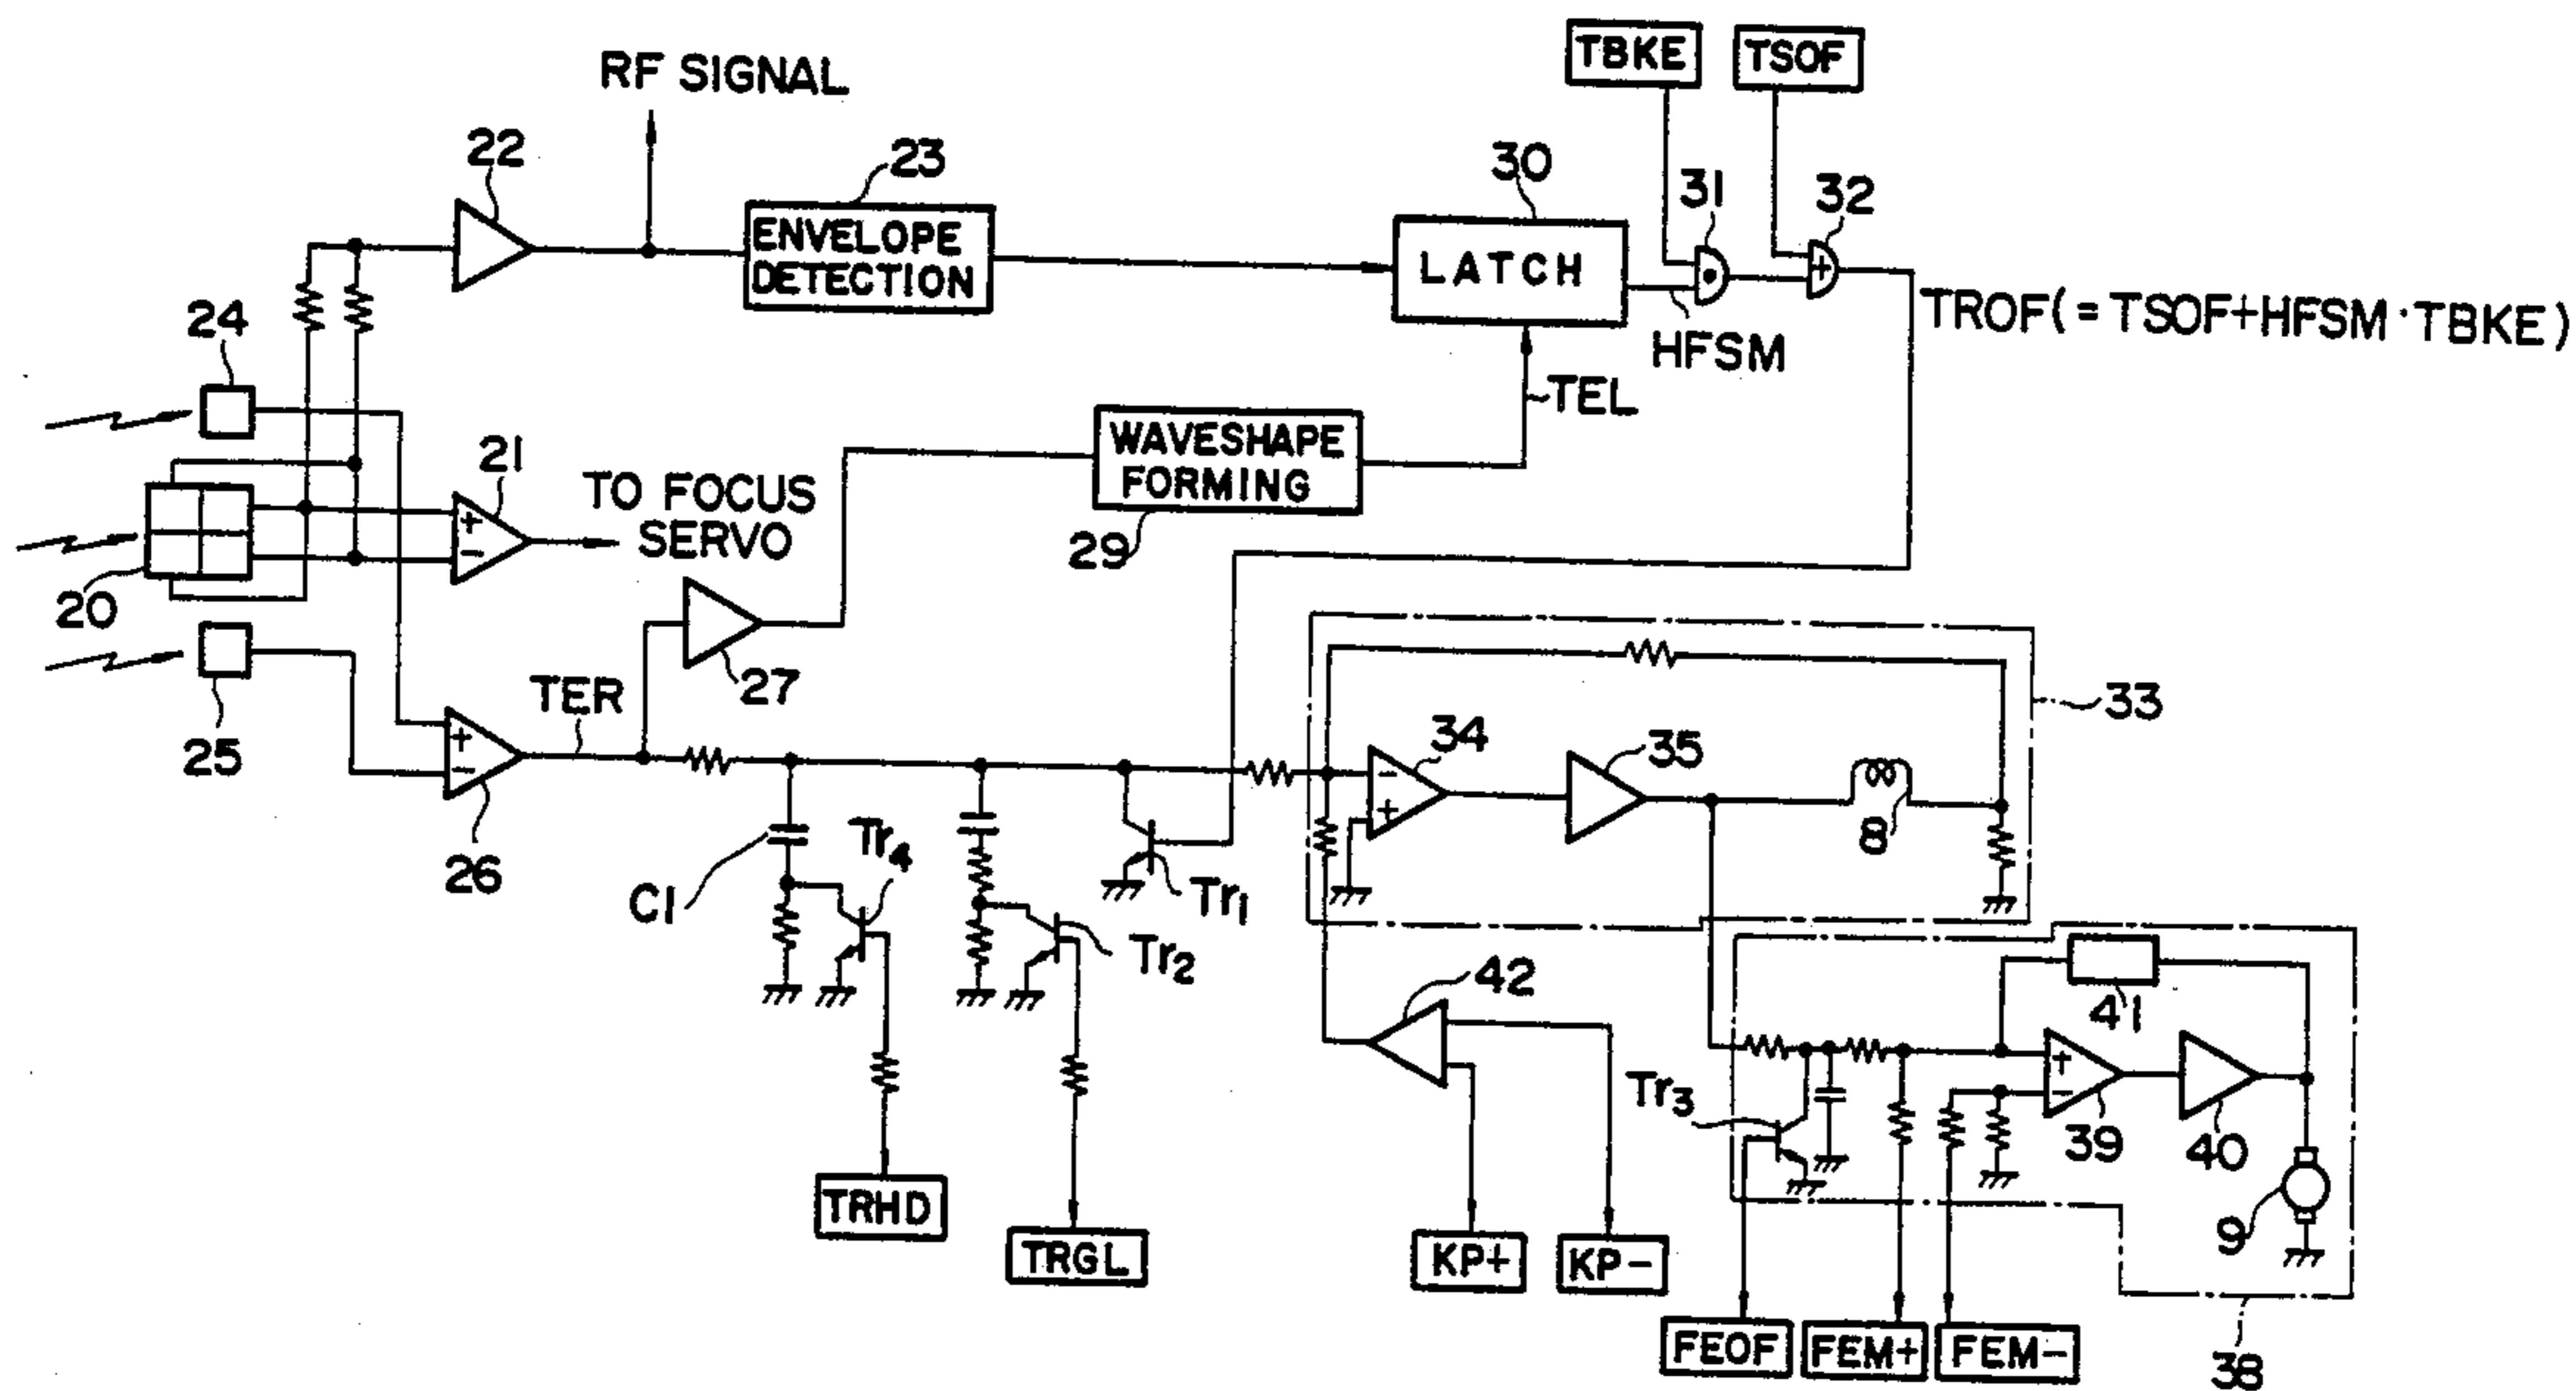 TBKE
TSOF
RF SIGNAL
22
23
30
31
32
ENVELOPE
DETECTION
LATCH
TROF(=TSOF+HFSM·TBKE)
HFSM
24
TEL
21
TO FOCUS
SERVO
WAVESHAPE
FORMING
29
20
27
TER
33
25
34
35
26
8
C1
Tr4
Tr1
Tr2
42
41
Tr3
39
40
TRHD
TRGL
KP+
KP−
9
FEOF
FEM+
FEM−
38